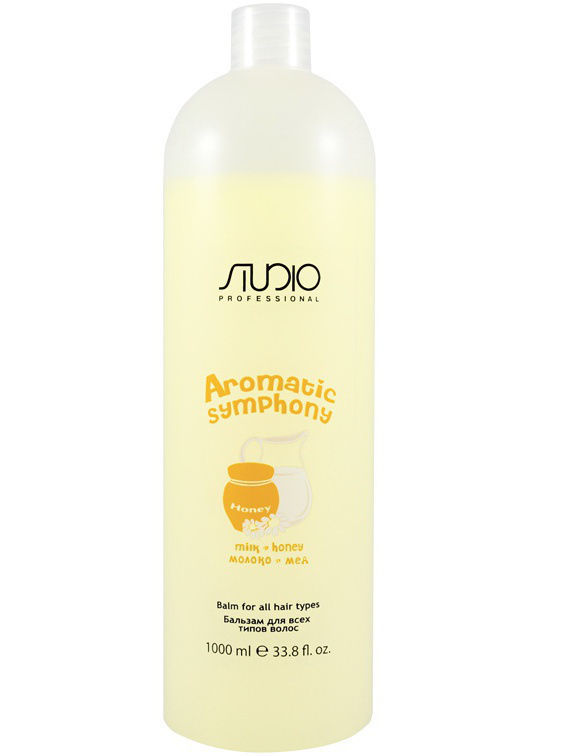 STUDIO
PROFESSIONAL
Aromatic
symphony
Honey
milk • honey
молоко • мед
Balm for all hair types
Бальзам для всех
типов волос
1000 ml ℮ 33.8 fl. oz.